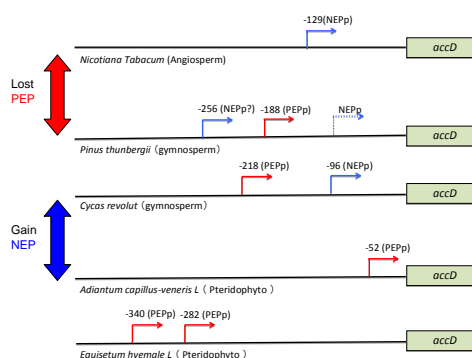 -129(NEPp)
accD
Nicotiana Tabacum (Angiosperm)
Lost
PEP
-256 (NEPp?)
-188 (PEPp)
NEPp
accD
Pinus thunbergii (gymnosperm)
-218 (PEPp)
-96 (NEPp)
accD
Cycas revolut (gymnosperm)
Gain
NEP
-52 (PEPp)
accD
Adiantum capillus-veneris L ( Pteridophyto )
-340 (PEPp)
-282 (PEPp)
accD
Equisetum hyemale L ( Pteridophyto )